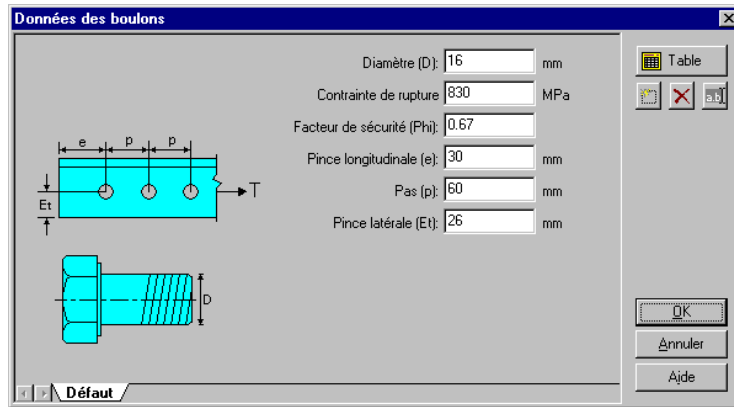 Données des boulons
Diamètre (D): 16 mm
Contrainte de rupture 830 MPa
Facteur de sécurité (Phi): 0.67
Pince longitudinale (e): 30 mm
Pas (p): 60 mm
Pince latérale (Et): 26 mm
Table
a.b
e p p
T
Et
D
OK
Annuler
Aide
Défaut